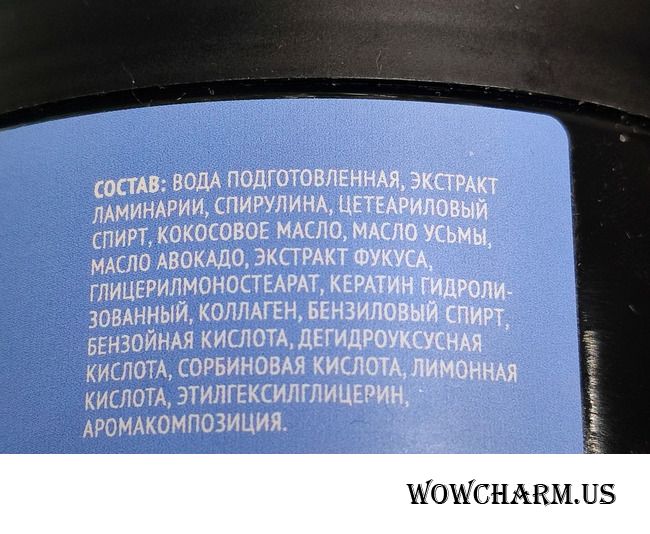 СОСТАВ: ВОДА ПОДГОТОВЛЕННАЯ, ЭКСТРАКТ
ЛАМИНАРИИ, СПИРУЛИНА, ЦЕТЕАРИЛОВЫЙ
СПИРТ, КОКОСОВОЕ МАСЛО, МАСЛО УСЬМЫ,
МАСЛО АВОКАДО, ЭКСТРАКТ ФУКУСА,
ГЛИЦЕРИЛМОНОСТЕАРАТ, КЕРАТИН ГИДРОЛИ-
ЗОВАННЫЙ, КОЛЛАГЕН, БЕНЗИЛОВЫЙ СПИРТ,
БЕНЗОЙНАЯ КИСЛОТА, ДЕГИДРОУКСУСНАЯ
КИСЛОТА, СОРБИНОВАЯ КИСЛОТА, ЛИМОННАЯ
КИСЛОТА, ЭТИЛГЕКСИЛГЛИЦЕРИН,
АРОМАКОМПОЗИЦИЯ.
WOWCHARM.US